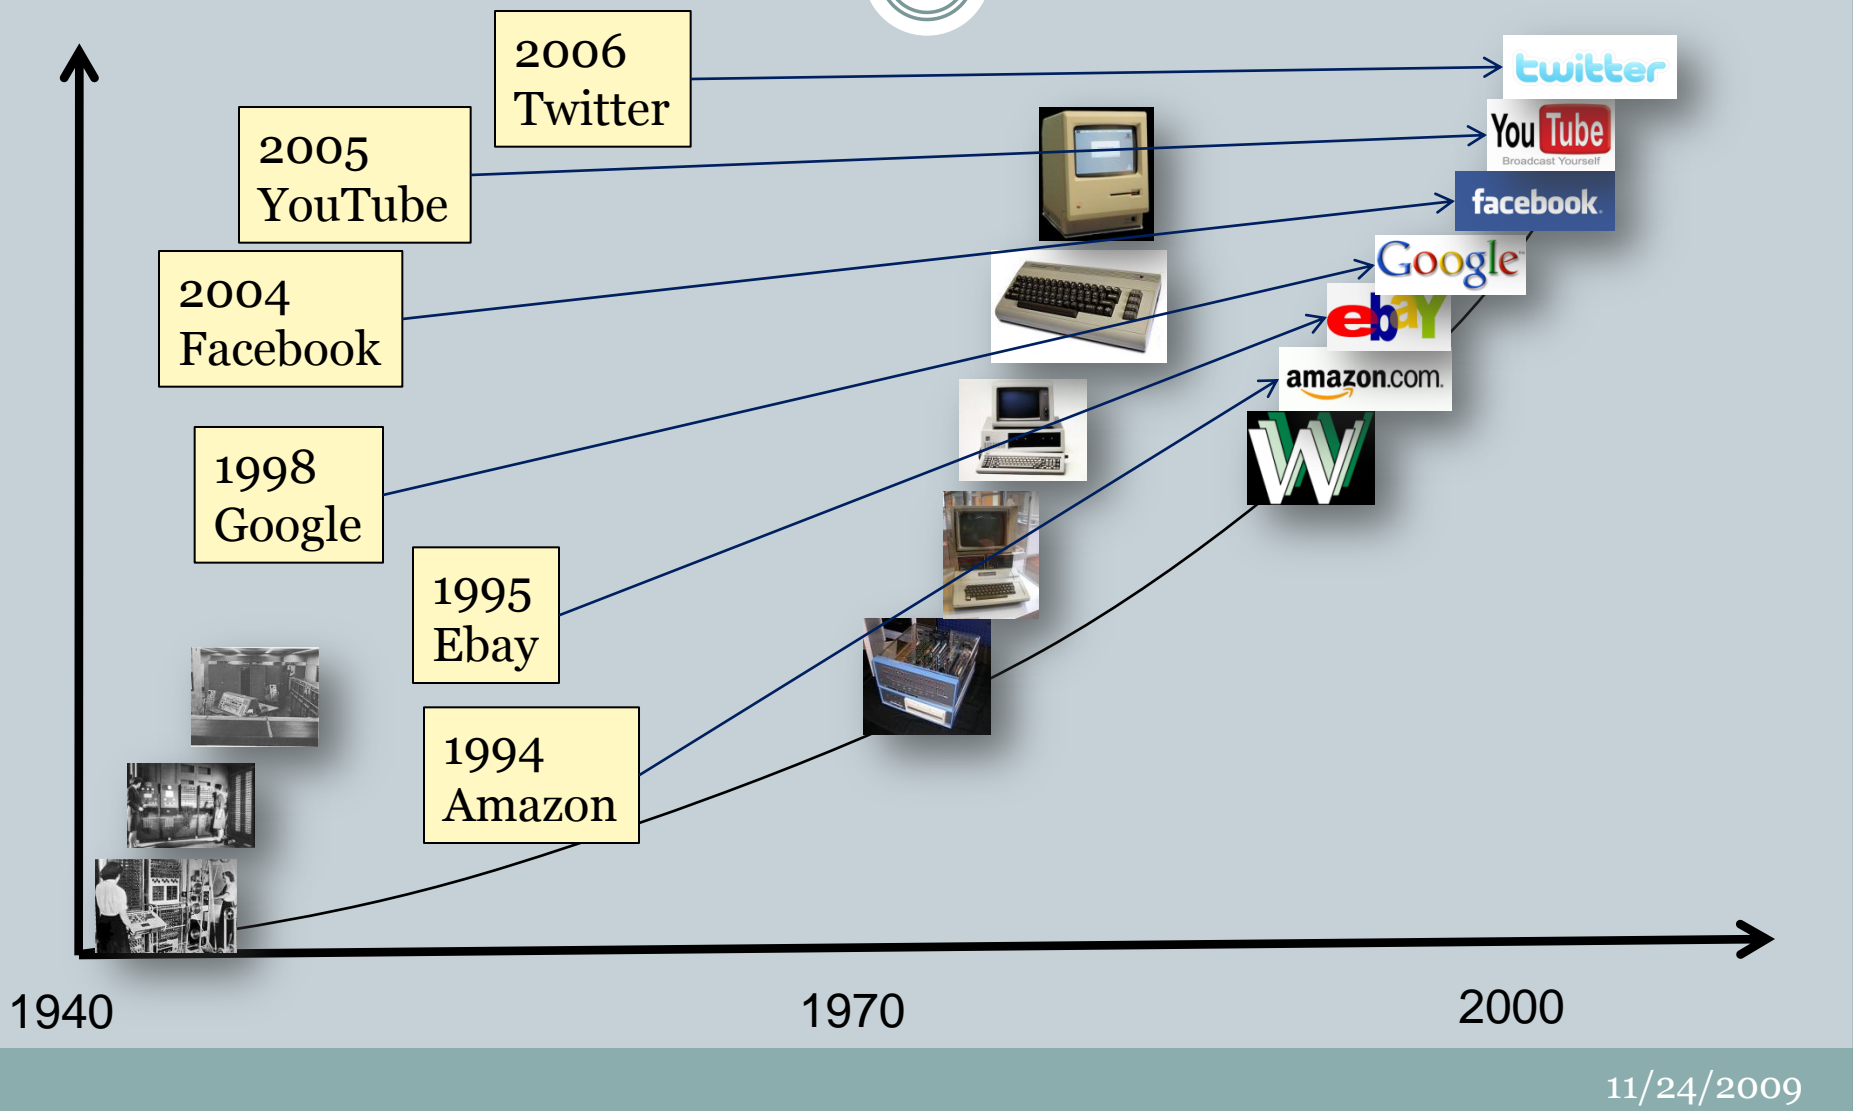 2006
Twitter
twitter
You Tube
Broadcast Yourself
2005
YouTube
facebook.
Google™
2004
Facebook
ebaY
amazon.com.
W
1998
Google
1995
Ebay
1994
Amazon
1940
1970
2000
11/24/2009